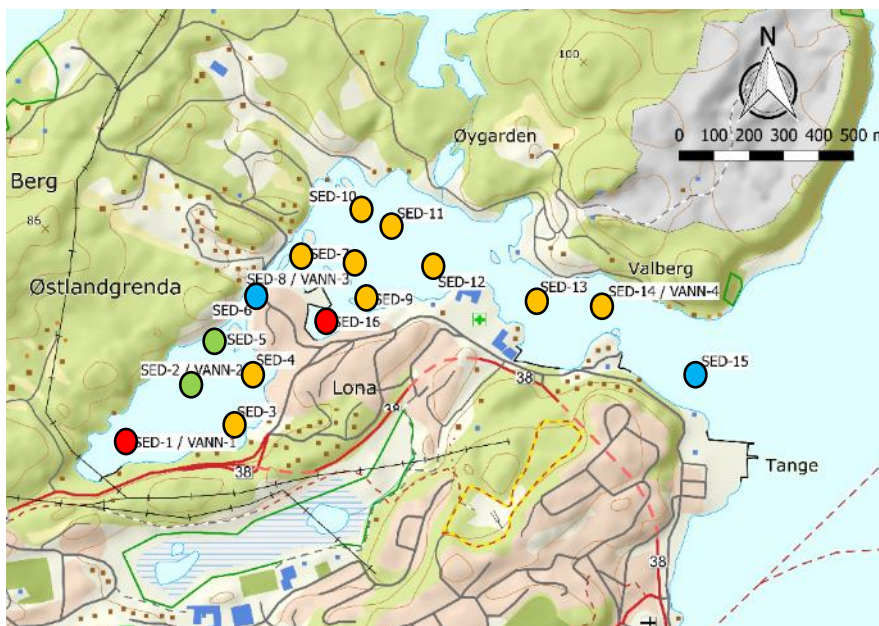 N
100
Øygarden
0 100 200 300 400 500 m
Berg
SED-10
SED-11
86
SED-7
SED-12
Valberg
SED-8 / VANN-3
Østlandgrenda
SED-13
SED-14 / VANN-4
SED-6
SED-9
SED-16
SED-5
SED-4
SED-2 / VANN-2
Lona
38
SED-15
38
SED-3
SED-1 / VANN-1
38
Tange
38